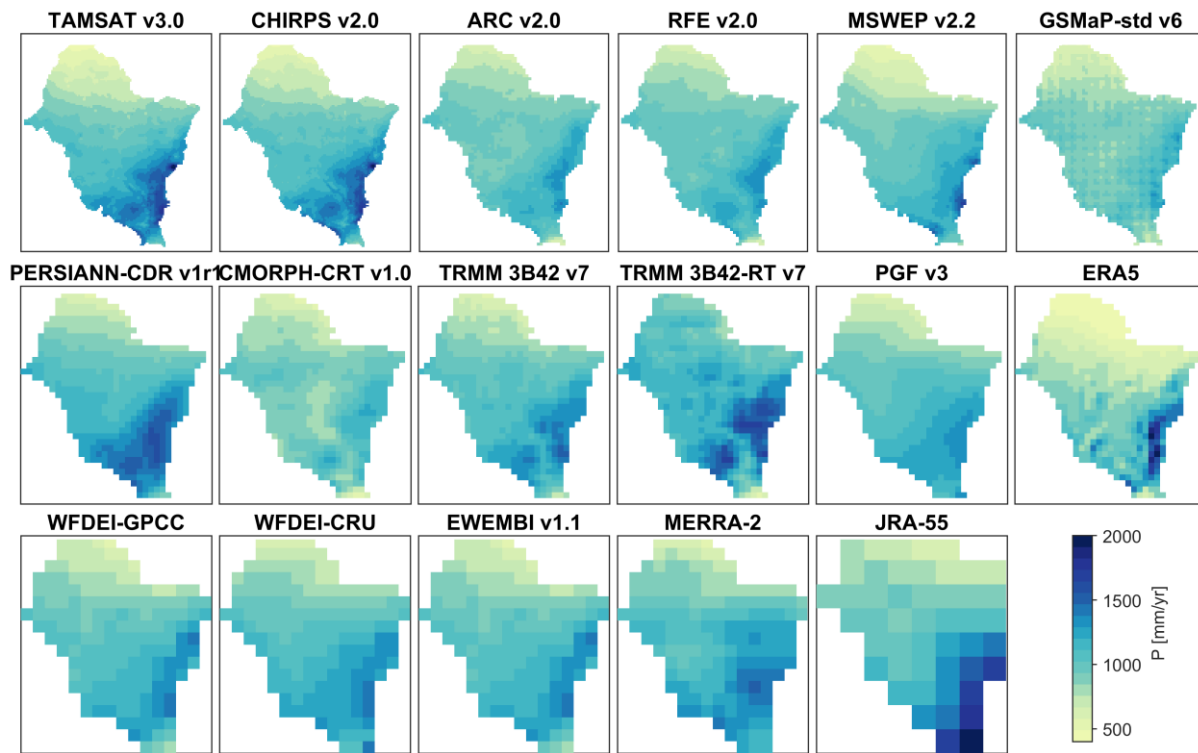 TAMSAT v3.0
CHIRPS v2.0
ARC v2.0
RFE v2.0
MSWEP v2.2
GSMaP-std v6
PERSIANN-CDR v1r1
CMORPH-CRT v1.0
TRMM 3B42 v7
TRMM 3B42-RT v7
PGF v3
ERA5
WFDEI-GPCC
WFDEI-CRU
EWEMBI v1.1
MERRA-2
JRA-55
2000
1500
1000
500
P [mm/yr]